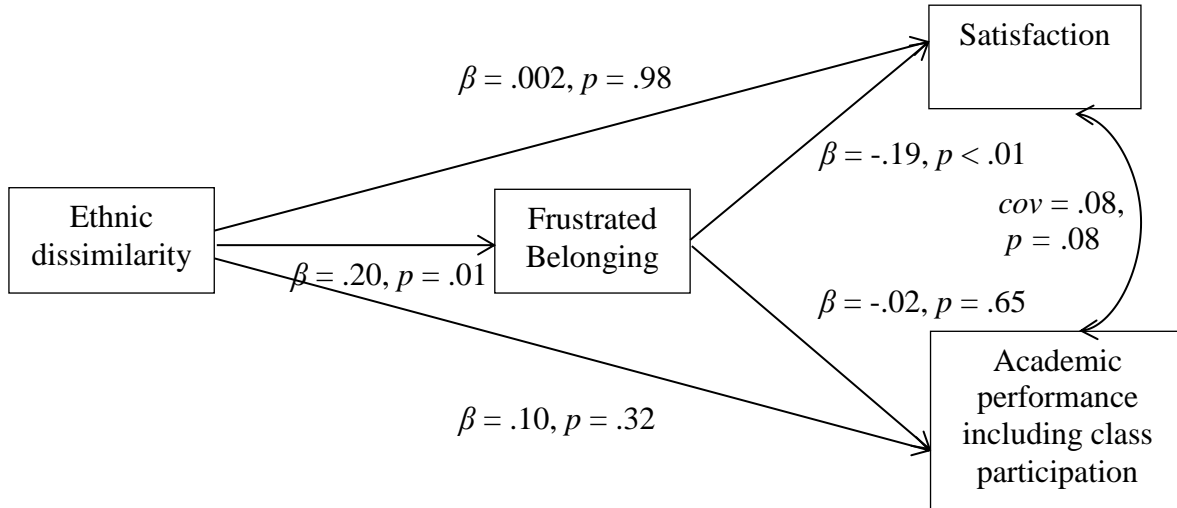 Satisfaction
β = .002, p = .98
β = -.19, p < .01
Ethnic
dissimilarity
Frustrated
Belonging
cov = .08,
p = .08
β = .20, p = .01
β = -.02, p = .65
Academic
performance
including class
participation
β = .10, p = .32